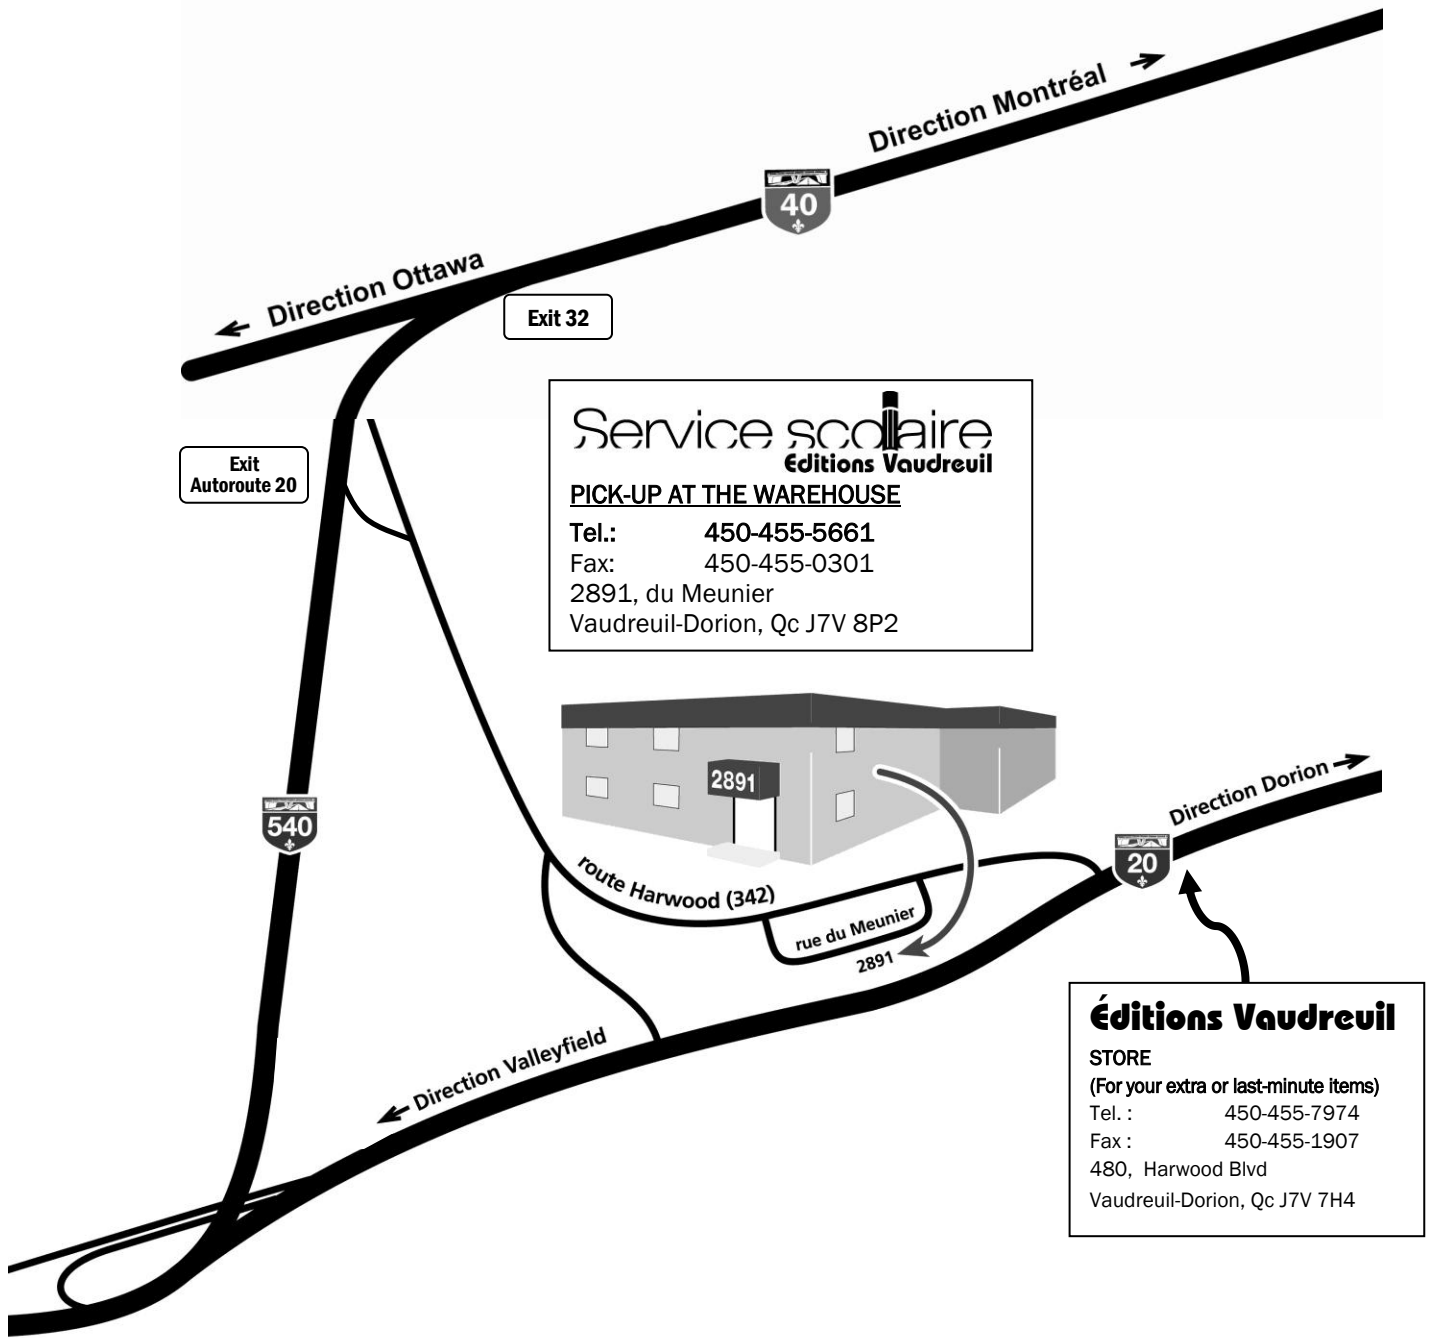 Direction Montréal
40
Direction Ottawa
Exit 32
Exit
Autoroute 20
Service scolaire
Éditions Vaudreuil
PICK-UP AT THE WAREHOUSE
Tel.: 450-455-5661
Fax: 450-455-0301
2891, du Meunier
Vaudreuil-Dorion, Qc J7V 8P2
2891
Direction Dorion
540
20
route Harwood (342)
rue du Meunier
2891
Direction Valleyfield
Éditions Vaudreuil
STORE
(For your extra or last-minute items)
Tel. : 450-455-7974
Fax : 450-455-1907
480, Harwood Blvd
Vaudreuil-Dorion, Qc J7V 7H4